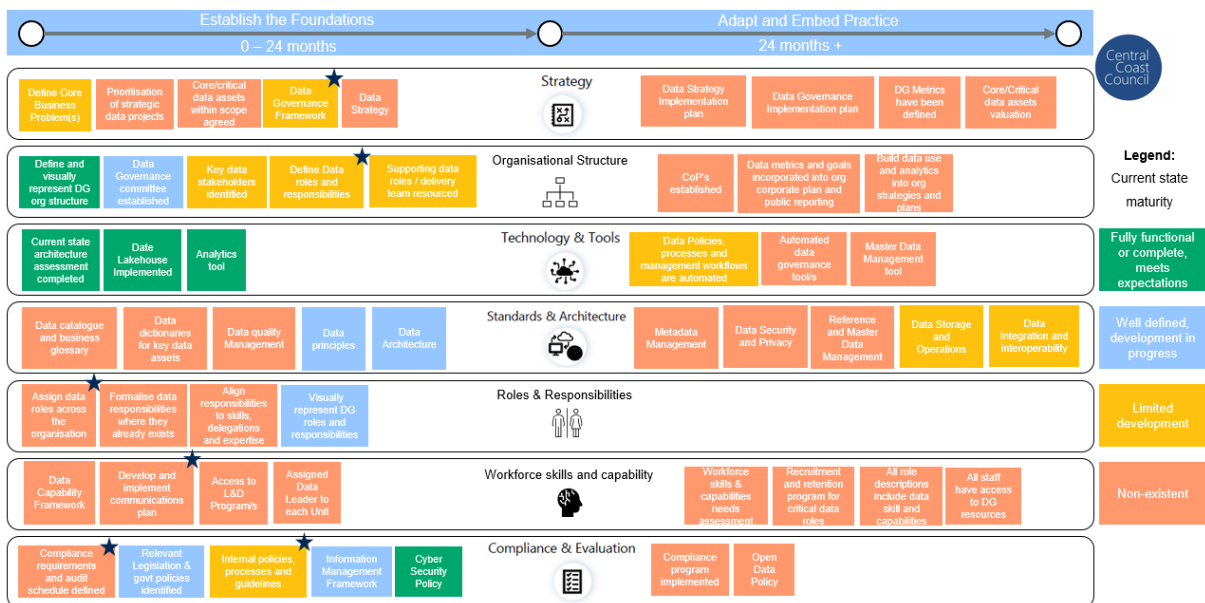 Establish the Foundations
0 – 24 months
Adapt and Embed Practice
24 months +
Central
Coast
Council
Strategy
Define Core
Business
Problem(s)
Prioritisation
of strategic
data projects
Core/critical
data assets
within scope
agreed
Data
Governance
Framework
Data
Strategy
Data Strategy
Implementation
plan
Data Governance
Implementation plan
DG Metrics
have been
defined
Core/Critical
data assets
valuation
Organisational Structure
Define and
visually
represent DG
org structure
Data
Governance
committee
established
Key data
stakeholders
identified
Define Data
roles and
responsibilities
Supporting data
roles / delivery
team resourced
CoP's
established
Data metrics and goals
incorporated into org
corporate plan and
public reporting
Build data use
and analytics
into org
strategies and
plans
Legend:
Current state
maturity
Technology & Tools
Current state
architecture
assessment
completed
Date
Lakehouse
Implemented
Analytics
tool
Data Policies,
processes and
management workflows
are automated
Automated
data
governance
tool/s
Master Data
Management
tool
Fully functional
or complete,
meets
expectations
Standards & Architecture
Data catalogue
and business
glossary
Data
dictionaries
for key data
assets
Data quality
Management
Data
principles
Data
Architecture
Metadata
Management
Data Security
and Privacy
Reference
and Master
Data
Management
Data Storage
and
Operations
Data
Integration and
interoperability
Well defined,
development in
progress
Roles & Responsibilities
Assign data
roles across
the
organisation
Formalise data
responsibilities
where they
already exists
Align
responsibilities
to skills,
delegations
and expertise
Visually
represent DG
roles and
responsibilities
Limited
development
Workforce skills and capability
Data
Capability
Framework
Develop and
implement
communications
plan
Access to
L&D
Program/s
Assigned
Data
Leader to
each Unit
Workforce
skills &
capabilities
needs
assessment
Recruitment
and retention
program for
critical data
roles
All role
descriptions
include data
skill and
capabilities
All staff
have access
to DG
resources
Non-existent
Compliance & Evaluation
Compliance
requirements
and audit
schedule defined
Relevant
Legislation &
govt policies
identified
Internal policies,
processes and
guidelines
Information
Management
Framework
Cyber
Security
Policy
Compliance
program
implemented
Open
Data
Policy